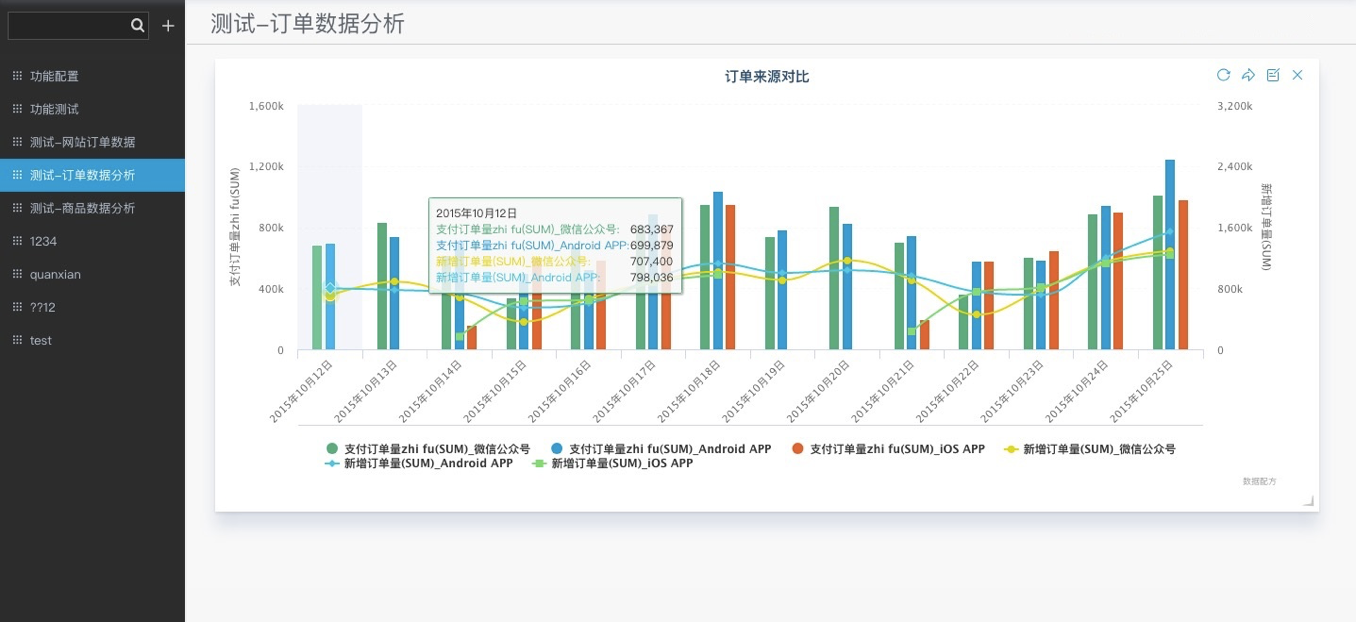 测试-订单数据分析
功能配置
功能测试
测试-网站订单数据
测试-订单数据分析
测试-商品数据分析
1234
quanxian
??12
test
订单来源对比
1,600k
1,200k
800k
400k
0
支付订单量zhi fu(SUM)
3,200k
2,400k
1,600k
800k
0
新增订单量(SUM)
2015年10月12日
支付订单量zhi fu(SUM)_微信公众号: 683,367
支付订单量zhi fu(SUM)_Android APP: 699,879
新增订单量(SUM)_微信公众号: 707,400
新增订单量(SUM)_Android APP: 798,036
2015年10月12日
2015年10月13日
2015年10月14日
2015年10月15日
2015年10月16日
2015年10月17日
2015年10月18日
2015年10月19日
2015年10月20日
2015年10月21日
2015年10月22日
2015年10月23日
2015年10月24日
2015年10月25日
支付订单量zhi fu(SUM)_微信公众号 支付订单量zhi fu(SUM)_Android APP 支付订单量zhi fu(SUM)_iOS APP 新增订单量(SUM)_微信公众号
新增订单量(SUM)_Android APP 新增订单量(SUM)_iOS APP
数据配方